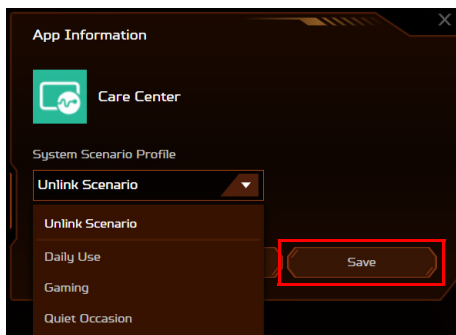 App Information
Care Center
System Scenario Profile
Unlink Scenario
Unlink Scenario
Daily Use
Save
Gaming
Quiet Occasion